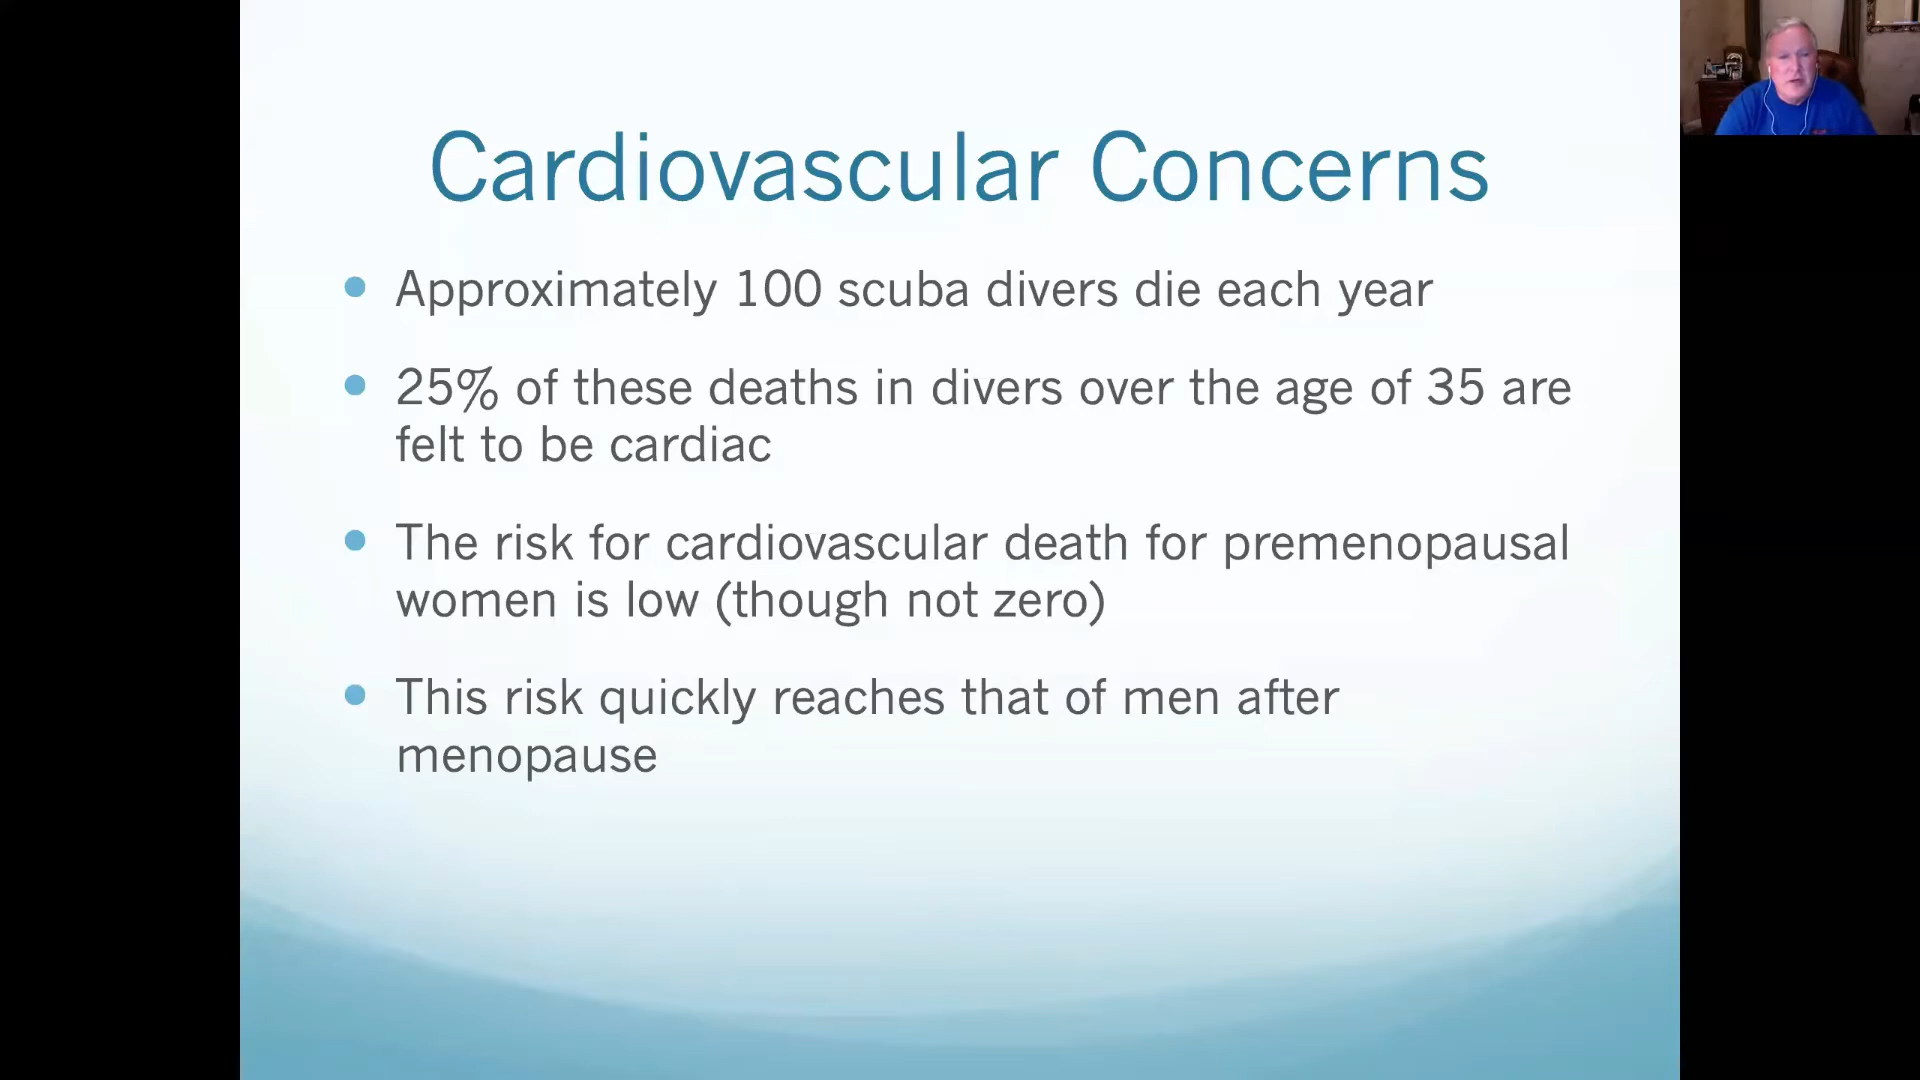 Cardiovascular Concerns
Approximately 100 scuba divers die each year
25% of these deaths in divers over the age of 35 are
felt to be cardiac
The risk for cardiovascular death for premenopausal
women is low (though not zero)
This risk quickly reaches that of men after
menopause